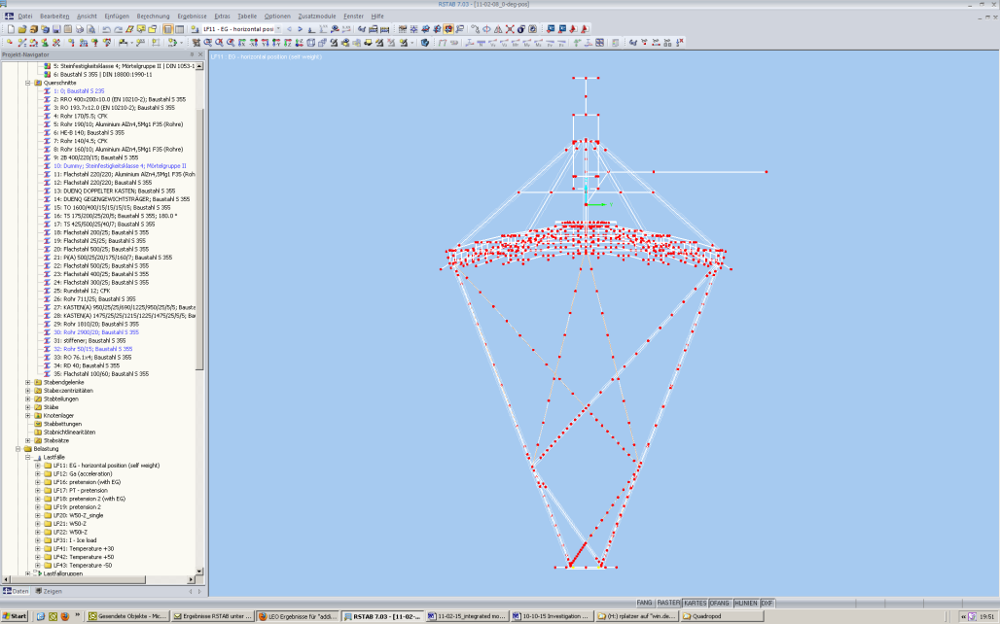 RSTAB 7.03 - [11-02-08_0-deg-pos]
Datei Bearbeiten Ansicht Einfügen Berechnung Ergebnisse Extras Tabelle Optionen Zusatzmodule Fenster Hilfe
LF11 - EG - horizontal posi
Projekt-Navigator
LF11: EG - horizontal position (self weight)
5: Steinfestigkeitsklasse 4; Mörtelgruppe II | DIN 1053-1
6: Baustahl S 355 | DIN 18800:1990-11
Querschnitte
1: 0; Baustahl S 235
2: RRO 400x200x10.0 (EN 10210-2); Baustahl S 355
3: RO 193.7x12.0 (EN 10210-2); Baustahl S 355
4: Rohr 170/5.5; CFK
5: Rohr 190/10; Aluminium AlZn4,5Mg1 F35 (Rohre)
6: HE-B 140; Baustahl S 355
7: Rohr 140/4.5; CFK
8: Rohr 160/10; Aluminium AlZn4,5Mg1 F35 (Rohre)
9: 2B 400/220/15; Baustahl S 355
10: Dummy; Steinfestigkeitsklasse 4; Mörtelgruppe II
11: Flachstahl 220/220; Aluminium AlZn4,5Mg1 F35 (Roh
12: Flachstahl 220/220; Baustahl S 355
13: DUENQ DOPPELTER KASTEN; Baustahl S 355
14: DUENQ GEGENGEWICHTSTRÄGER; Baustahl S 355
15: TO 1600/400/15/15/15/15; Baustahl S 355
16: TS 175/200/25/20/5; Baustahl S 355; 180.0 °
17: TS 425/500/25/40/7; Baustahl S 355
18: Flachstahl 200/25; Baustahl S 355
19: Flachstahl 25/25; Baustahl S 355
20: Flachstahl 500/25; Baustahl S 355
21: PI(A) 500/25/20/175/160/7; Baustahl S 355
22: Flachstahl 500/25; Baustahl S 355
23: Flachstahl 400/25; Baustahl S 355
24: Flachstahl 300/25; Baustahl S 355
25: Rundstahl 12; CFK
26: Rohr 711/25; Baustahl S 355
27: KASTEN(A) 950/25/25/690/1225/950/25/5/5; Bausta
28: KASTEN(A) 1475/25/25/1215/1225/1475/25/5/5; Bau
29: Rohr 1810/20; Baustahl S 355
30: Rohr 2900/20; Baustahl S 355
31: stiffener; Baustahl S 355
32: Rohr 50/15; Baustahl S 355
33: RO 76.1x4; Baustahl S 355
34: RD 40; Baustahl S 355
35: Flachstahl 100/60; Baustahl S 355
Stabendgelenke
Stabexzentrizitäten
Stabteilungen
Stäbe
Knotenlager
Stabbettungen
Stabnichtlinearitäten
Stabsätze
Belastung
Lastfälle
LF11: EG - horizontal position (self weight)
LF12: Ga (acceleration)
LF16: pretension (with EG)
LF17: PT - pretension
LF18: pretension 2 (with EG)
LF19: pretension 2
LF20: W50-Z_single
LF21: W50-Z
LF22: W50i-Z
LF31: I - Ice load
LF41: Temperature +30
LF42: Temperature +50
LF43: Temperature -50
Lastfallgruppen
Daten Zeigen
FANG RASTER KARTES OFANG HLINIEN DXF
Start
Gesendete Objekte - Mic...
Ergebnisse RSTAB unter ...
LEO Ergebnisse für "addi...
RSTAB 7.03 - [11-02-...
11-02-15_integrated mo...
10-10-15 Investigation ...
(H:) rplatzer auf "win.de...
Quadropod
19:51